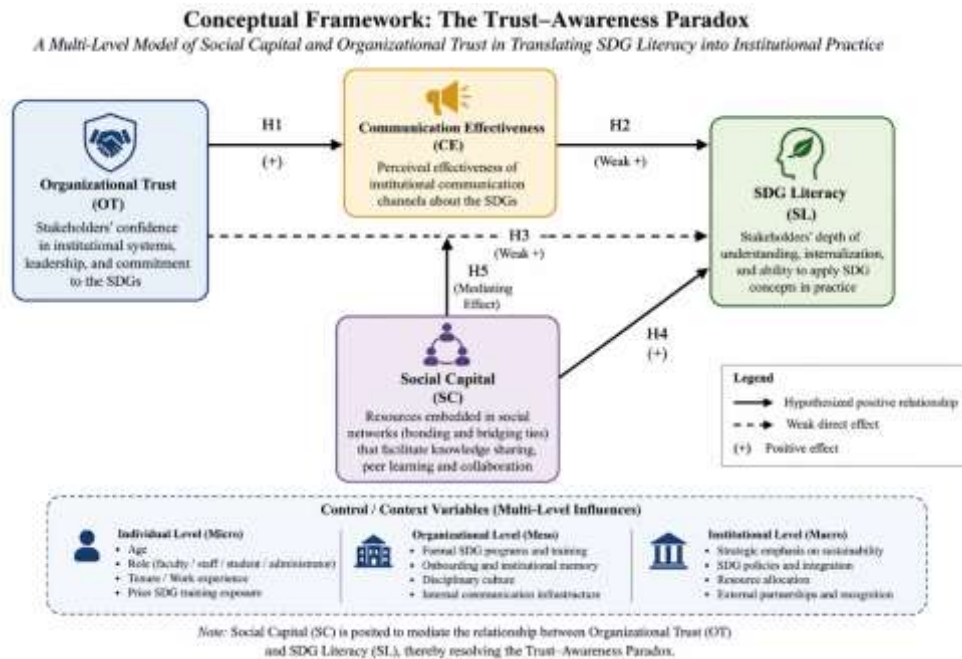 Conceptual Framework: The Trust–Awareness Paradox
A Multi-Level Model of Social Capital and Organizational Trust in Translating SDG Literacy into Institutional Practice
Organizational Trust
(OT)
Stakeholders' confidence
in institutional systems,
leadership, and commitment
to the SDGs
H1
(+)
Communication Effectiveness
(CE)
Perceived effectiveness of
institutional communication
channels about the SDGs
H2
(Weak +)
SDG Literacy
(SL)
Stakeholders' depth of
understanding, internalization,
and ability to apply SDG
concepts in practice
H3
(Weak +)
H5
(Mediating
Effect)
H4
(+)
Social Capital
(SC)
Resources embedded in social
networks (bonding and bridging ties)
that facilitate knowledge sharing,
peer learning and collaboration
Legend
Hypothesized positive relationship
Weak direct effect
(+) Positive effect
Control / Context Variables (Multi-Level Influences)
Individual Level (Micro)
• Age
• Role (faculty / staff / student / administrator)
• Tenure / Work experience
• Prior SDG training exposure
Organizational Level (Meso)
• Formal SDG programs and training
• Onboarding and institutional memory
• Disciplinary culture
• Internal communication infrastructure
Institutional Level (Macro)
• Strategic emphasis on sustainability
• SDG policies and integration
• Resource allocation
• External partnerships and recognition
Note: Social Capital (SC) is posited to mediate the relationship between Organizational Trust (OT)
and SDG Literacy (SL), thereby resolving the Trust–Awareness Paradox.